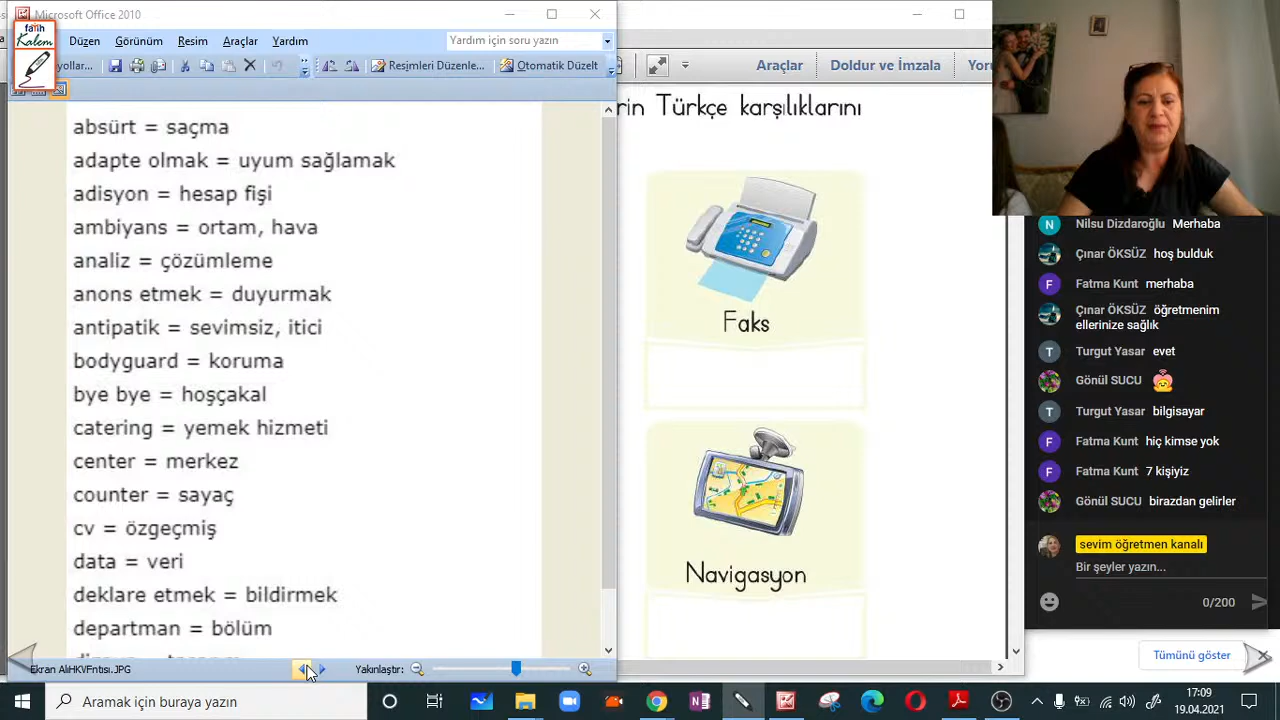 Microsoft Office 2010
fatih
Kalem
Düzen Görünüm Resim Araçlar Yardım
Yardım için soru yazın
yollar...
Resimleri Düzenle...
Otomatik Düzelt
absürt = saçma
adapte olmak = uyum sağlamak
adisyon = hesap fişi
ambiyans = ortam, hava
analiz = çözümleme
anons etmek = duyurmak
antipatik = sevimsiz, itici
bodyguard = koruma
bye bye = hoşçakal
catering = yemek hizmeti
center = merkez
counter = sayaç
cv = özgeçmiş
data = veri
deklare etmek = bildirmek
departman = bölüm
Ekran AlıHKVFntısı.JPG
Yakınlaştır:
Araçlar Doldur ve İmzala
rin Türkçe karşılıklarını
Faks
Navigasyon
N Nilsu Dizdaroğlu Merhaba
Çınar ÖKSÜZ hoş bulduk
F Fatma Kunt merhaba
Çınar ÖKSÜZ öğretmenim
ellerinize sağlık
T Turgut Yasar evet
Gönül SUCU
T Turgut Yasar bilgisayar
F Fatma Kunt hiç kimse yok
F Fatma Kunt 7 kişiyiz
Gönül SUCU birazdan gelirler
sevim öğretmen kanalı
Bir şeyler yazın...
0/200
Tümünü göster
Aramak için buraya yazın
17:09
19.04.2021